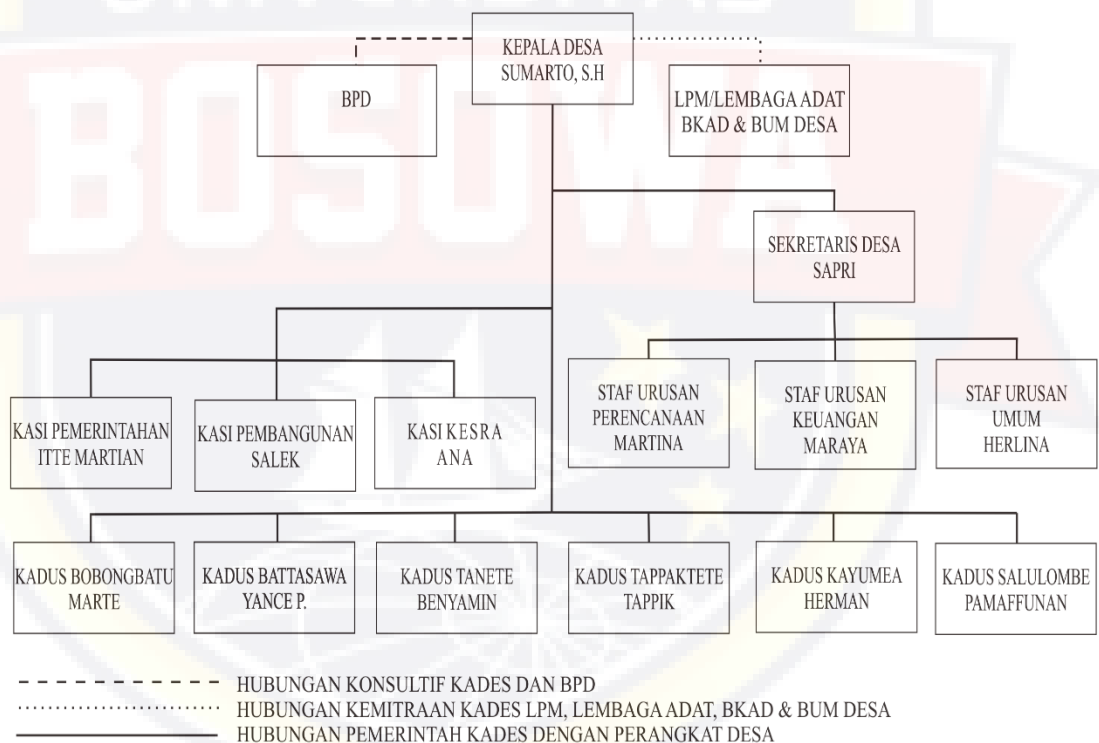 BOSOWA
KEPALA DESA
SUMARTO, S.H
BPD
LPM/LEMBAGA ADAT
BKAD & BUM DESA
SEKRETARIS DESA
SAPRI
KASI PEMERINTAHAN
ITTE MARTIAN
KASI PEMBANGUNAN
SALEK
KASI KESRA
ANA
STAF URUSAN
PERENCANAAN
MARTINA
STAF URUSAN
KEUANGAN
MARAYA
STAF URUSAN
UMUM
HERLINA
KADUS BOBONGBATU
MARTE
KADUS BATTASAWA
YANCE P.
KADUS TANETE
BENYAMIN
KADUS TAPPAKTETE
TAPPIK
KADUS KAYUMEA
HERMAN
KADUS SALULOMBE
PAMAFFUNAN
HUBUNGAN KONSULTIF KADES DAN BPD
HUBUNGAN KEMITRAAN KADES LPM, LEMBAGA ADAT, BKAD & BUM DESA
HUBUNGAN PEMERINTAH KADES DENGAN PERANGKAT DESA